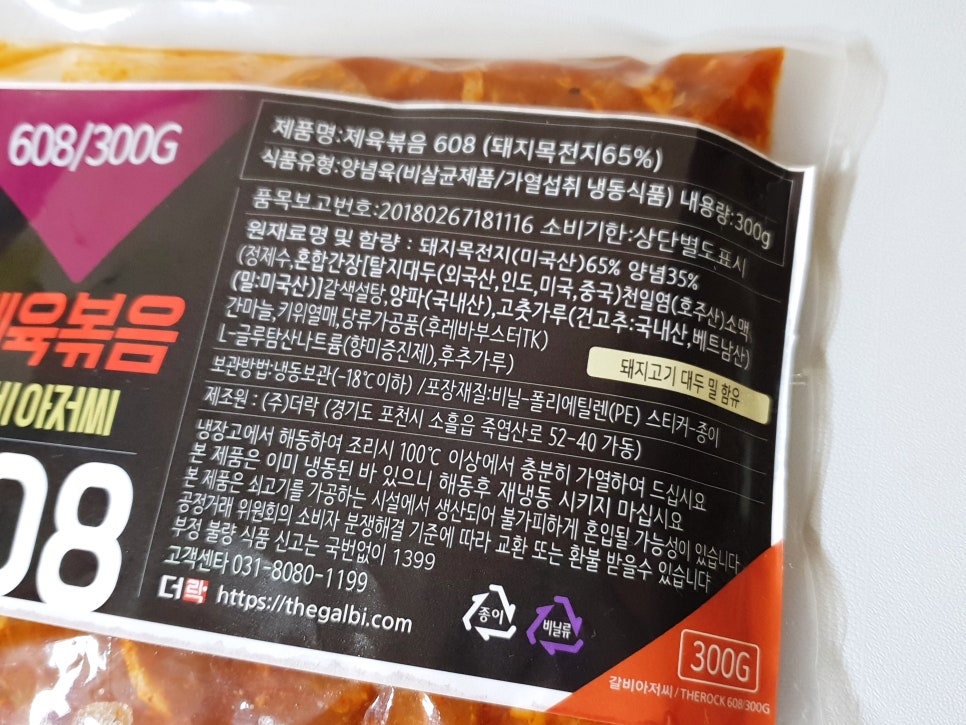 608/300G
제품명:제육볶음 608 (돼지목전지65%)
식품유형:양념육(비살균제품/가열섭취 냉동식품) 내용량:300g
품목보고번호:20180267181116 소비기한:상단별도표시
원재료명 및 함량 : 돼지목전지(미국산)65% 양념35%
(정제수,혼합간장[탈지대두(외국산,인도,미국,중국)천일염(호주산)소맥
(밀:미국산)]갈색설탕,양파(국내산),고춧가루(건고추:국내산,베트남산)
간마늘,키위열매,당류가공품(후레바부스터TK)
L-글루탐산나트륨(향미증진제),후추가루)
돼지고기 대두 밀 함유
보관방법:냉동보관(-18℃이하) /포장재질:비닐-폴리에틸렌(PE) 스티커-종이
제조원 : (주)더락 (경기도 포천시 소흘읍 죽엽산로 52-40 가동)
냉장고에서 해동하여 조리시 100℃ 이상에서 충분히 가열하여 드십시요
본 제품은 이미 냉동된 바 있으니 해동후 재냉동 시키지 마십시요
본 제품은 쇠고기를 가공하는 시설에서 생산되어 불가피하게 혼입될 가능성이 있습니다
공정거래 위원회의 소비자 분쟁해결 기준에 따라 교환 또는 환불 받을수 있습니댜
부정 불량 식품 신고는 국번없이 1399
고객센타 031-8080-1199
더락 https://thegalbi.com
종이
비닐류
육볶음
아저씨
08
300G
갈비아저씨 / THEROCK 608/300G